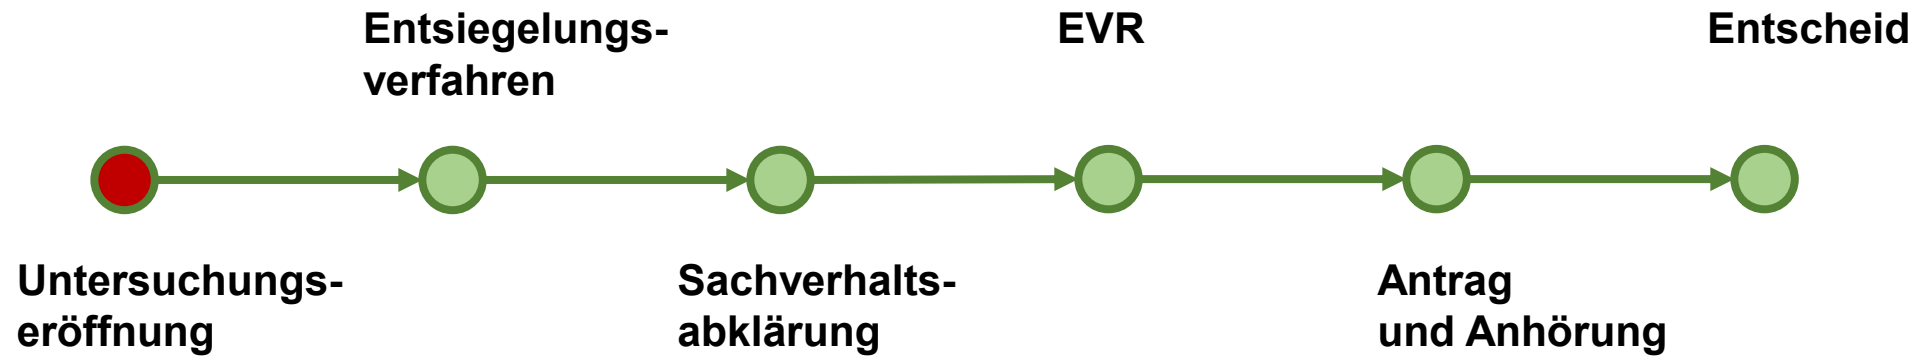 Entsiegelungs-
verfahren
EVR
Entscheid
Untersuchungs-
eröffnung
Sachverhalts-
abklärung
Antrag
und Anhörung